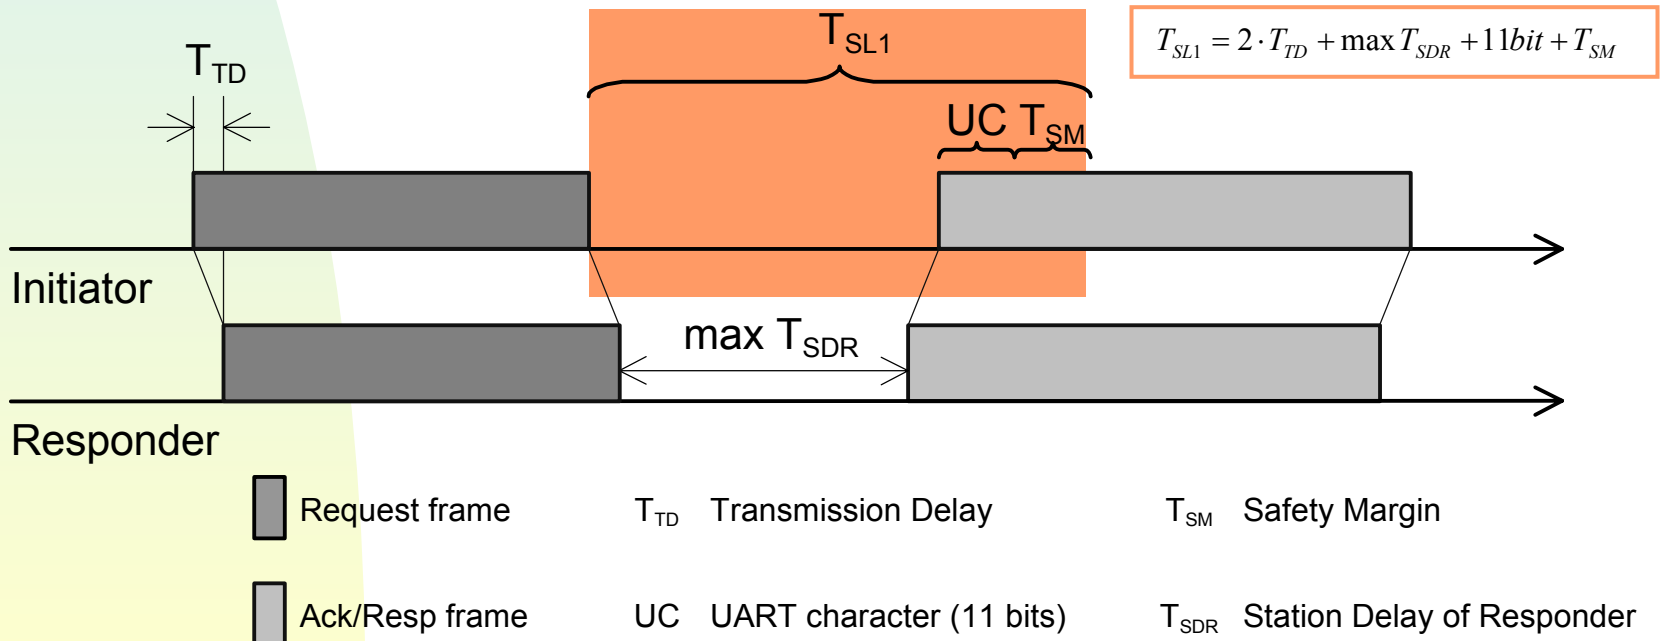 T_SL1
T_SL1 = 2 · T_TD + max T_SDR + 11bit + T_SM
T_TD
UC T_SM
Initiator
max T_SDR
Responder
Request frame T_TD Transmission Delay T_SM Safety Margin
Ack/Resp frame UC UART character (11 bits) T_SDR Station Delay of Responder